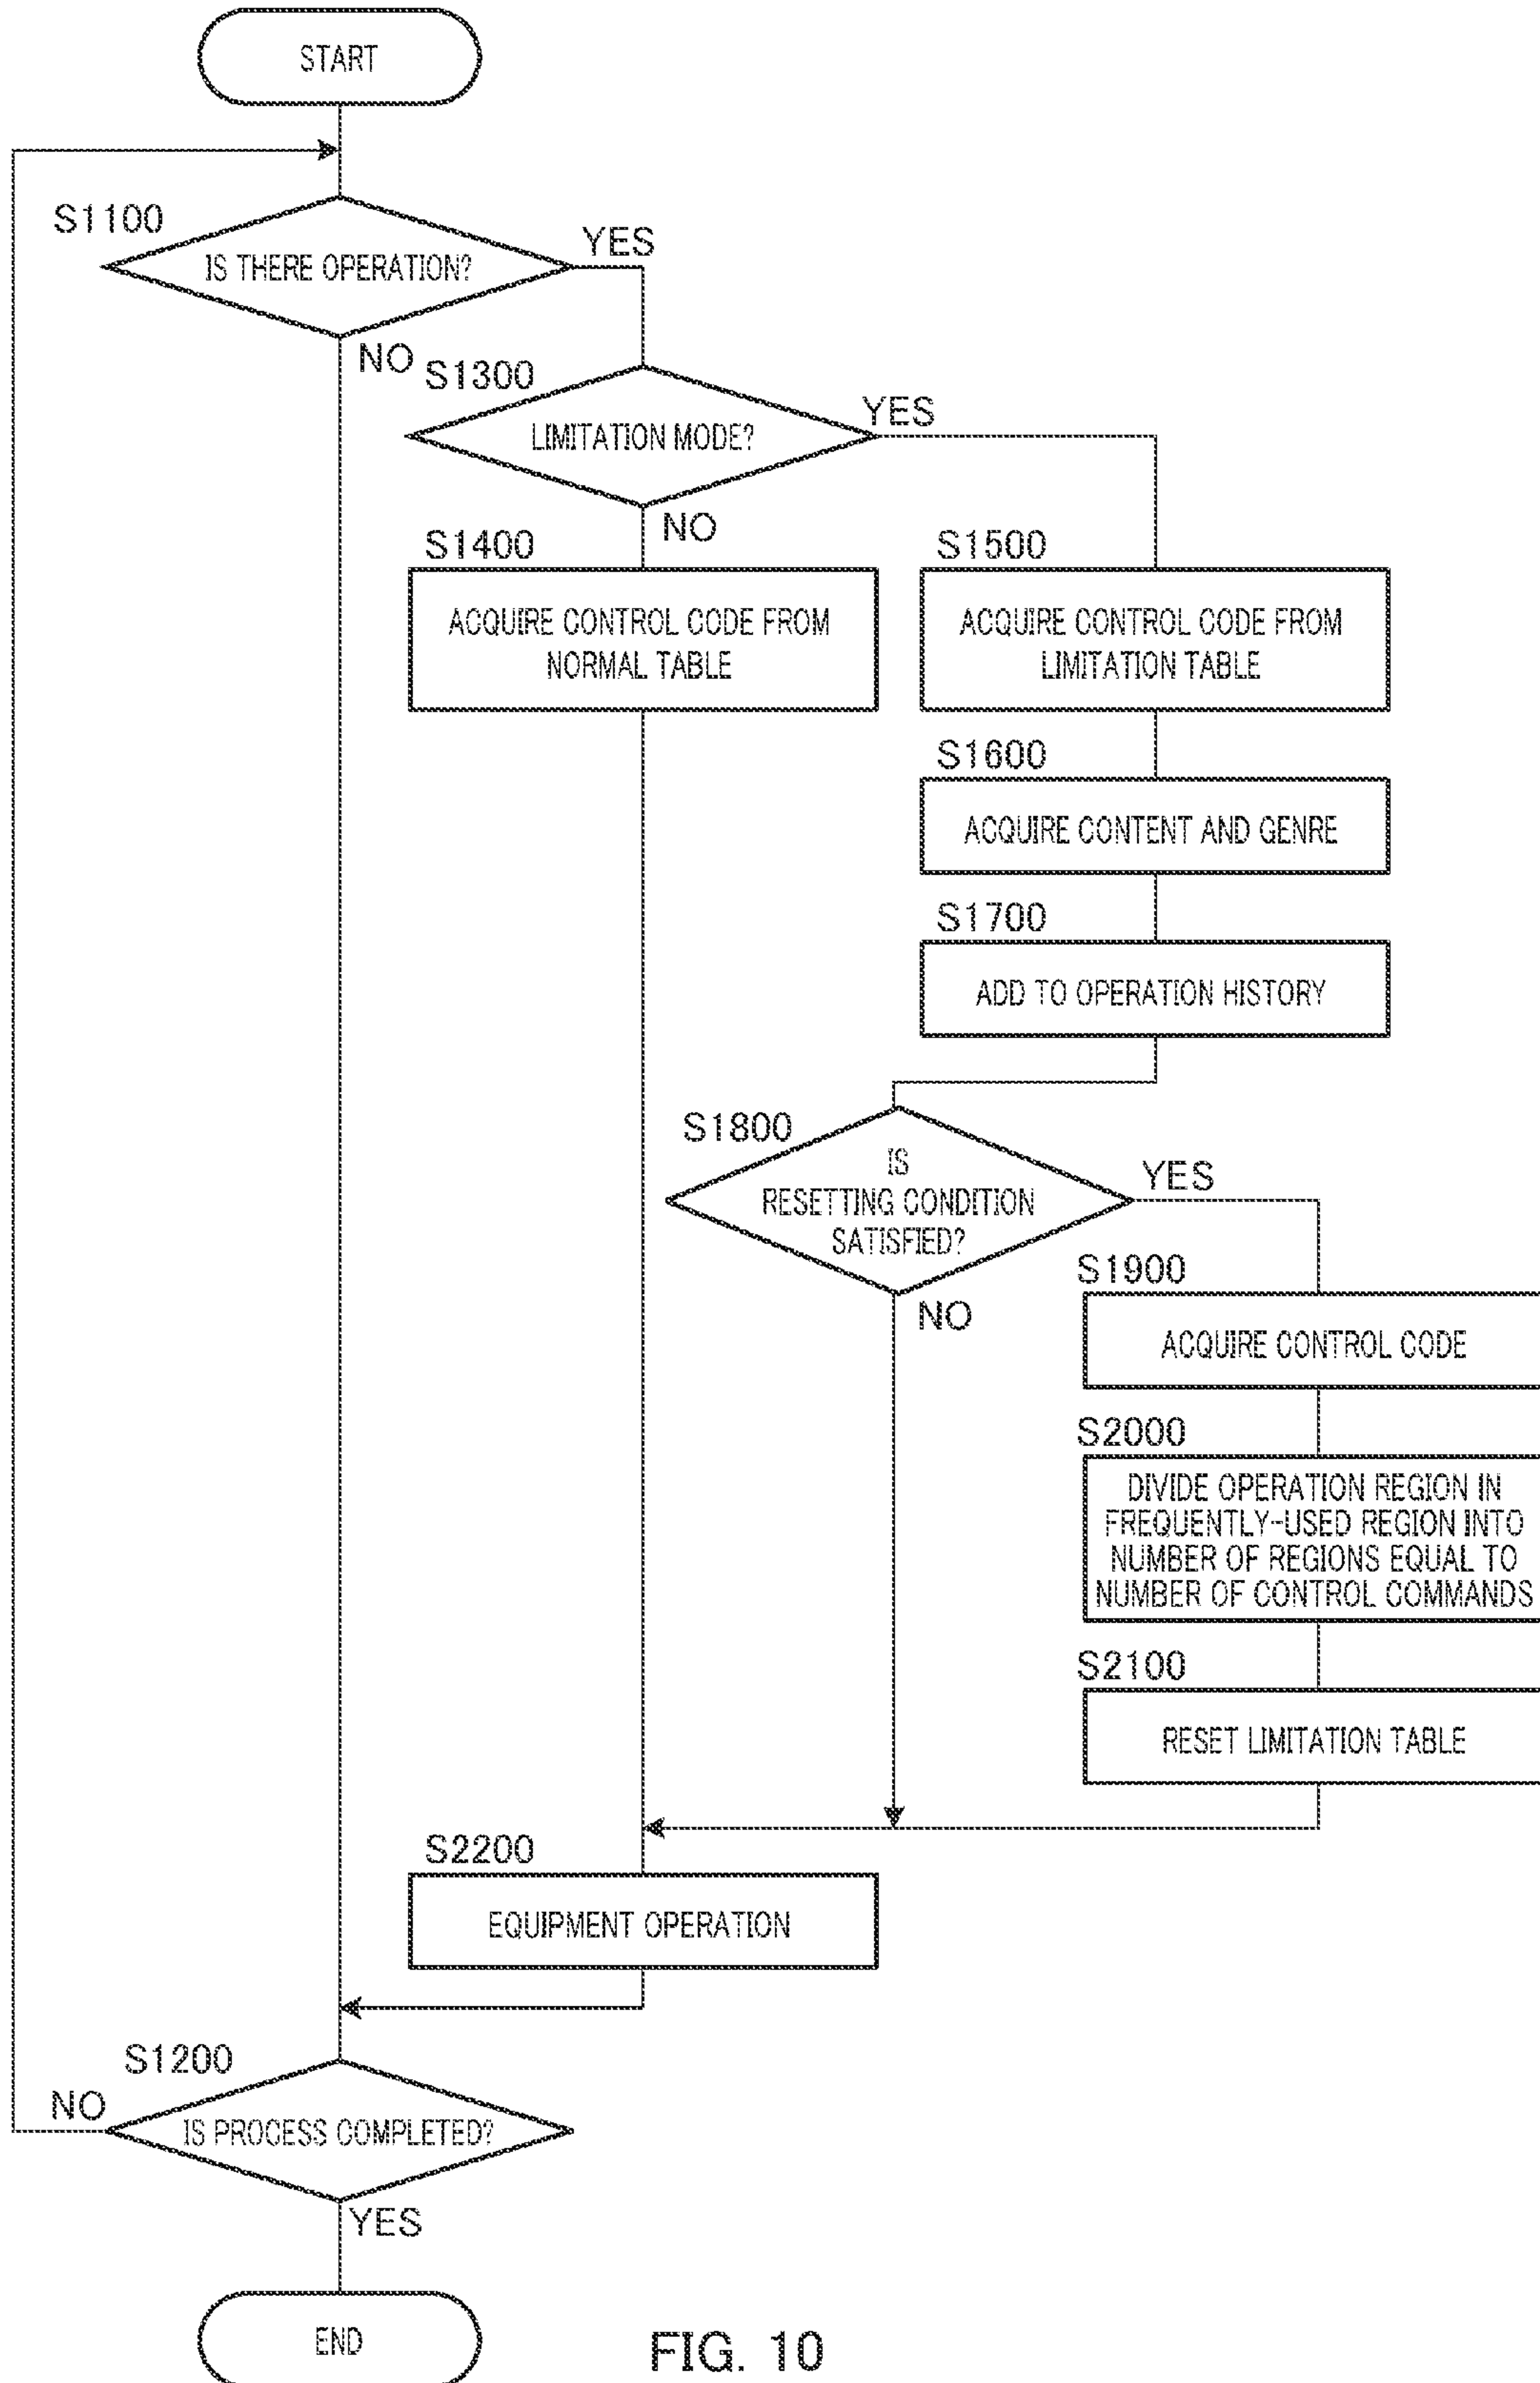 START
S1100
IS THERE OPERATION?
YES
NO
S1300
LIMITATION MODE?
YES
NO
S1400
ACQUIRE CONTROL CODE FROM
NORMAL TABLE
S1500
ACQUIRE CONTROL CODE FROM
LIMITATION TABLE
S1600
ACQUIRE CONTENT AND GENRE
S1700
ADD TO OPERATION HISTORY
S1800
IS
RESETTING CONDITION
SATISFIED?
YES
NO
S1900
ACQUIRE CONTROL CODE
S2000
DIVIDE OPERATION REGION IN
FREQUENTLY-USED REGION INTO
NUMBER OF REGIONS EQUAL TO
NUMBER OF CONTROL COMMANDS
S2100
RESET LIMITATION TABLE
S2200
EQUIPMENT OPERATION
S1200
NO
IS PROCESS COMPLETED?
YES
END
FIG. 10